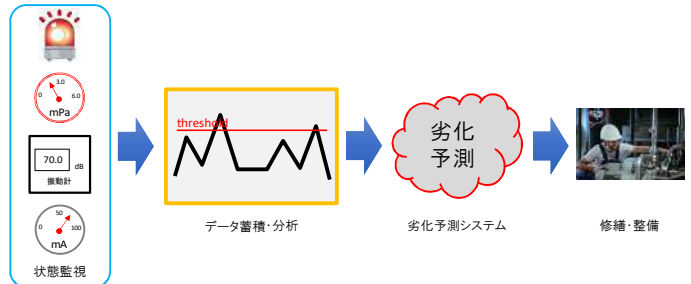 0
3.0
6.0
mPa
70.0
dB
振動計
0
50
100
mA
状態監視
threshold
データ蓄積・分析
劣化
予測
劣化予測システム
修繕・整備